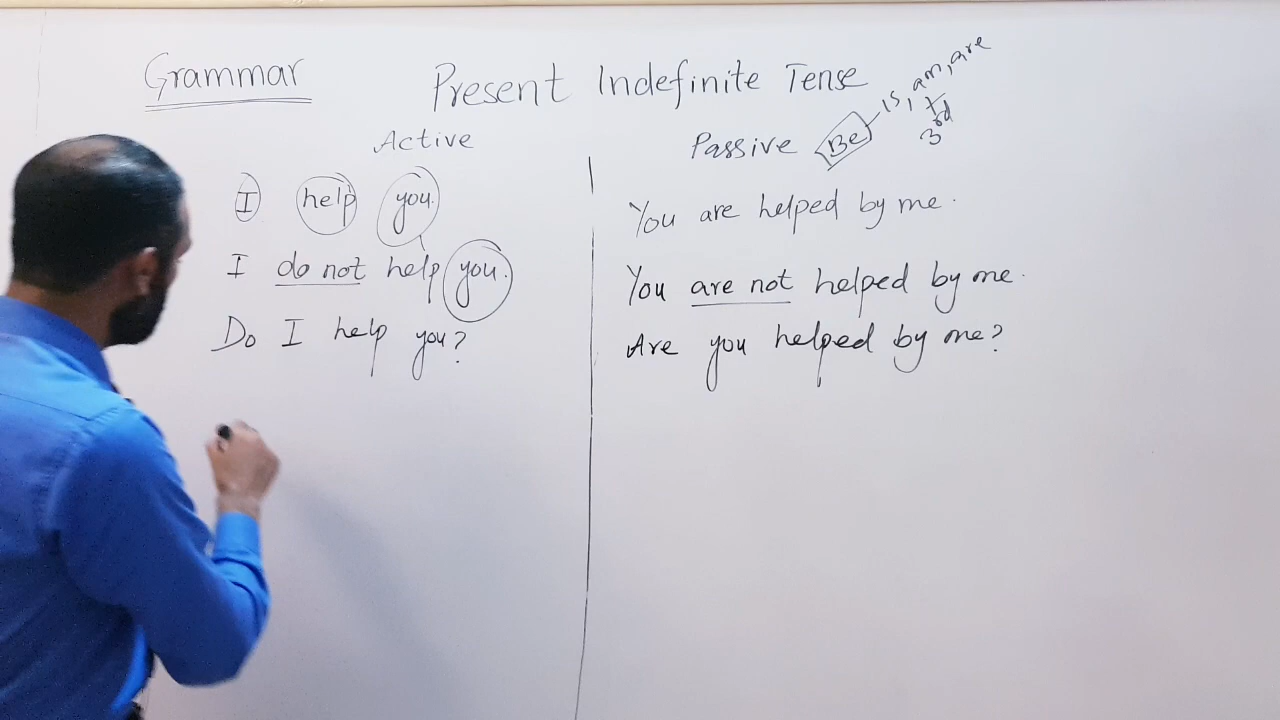 Grammar
Present Indefinite Tense
Active
Passive Be is, am, are
+
3rd
I help you.
You are helped by me.
I do not help you.
You are not helped by me.
Do I help you?
Are you helped by me?